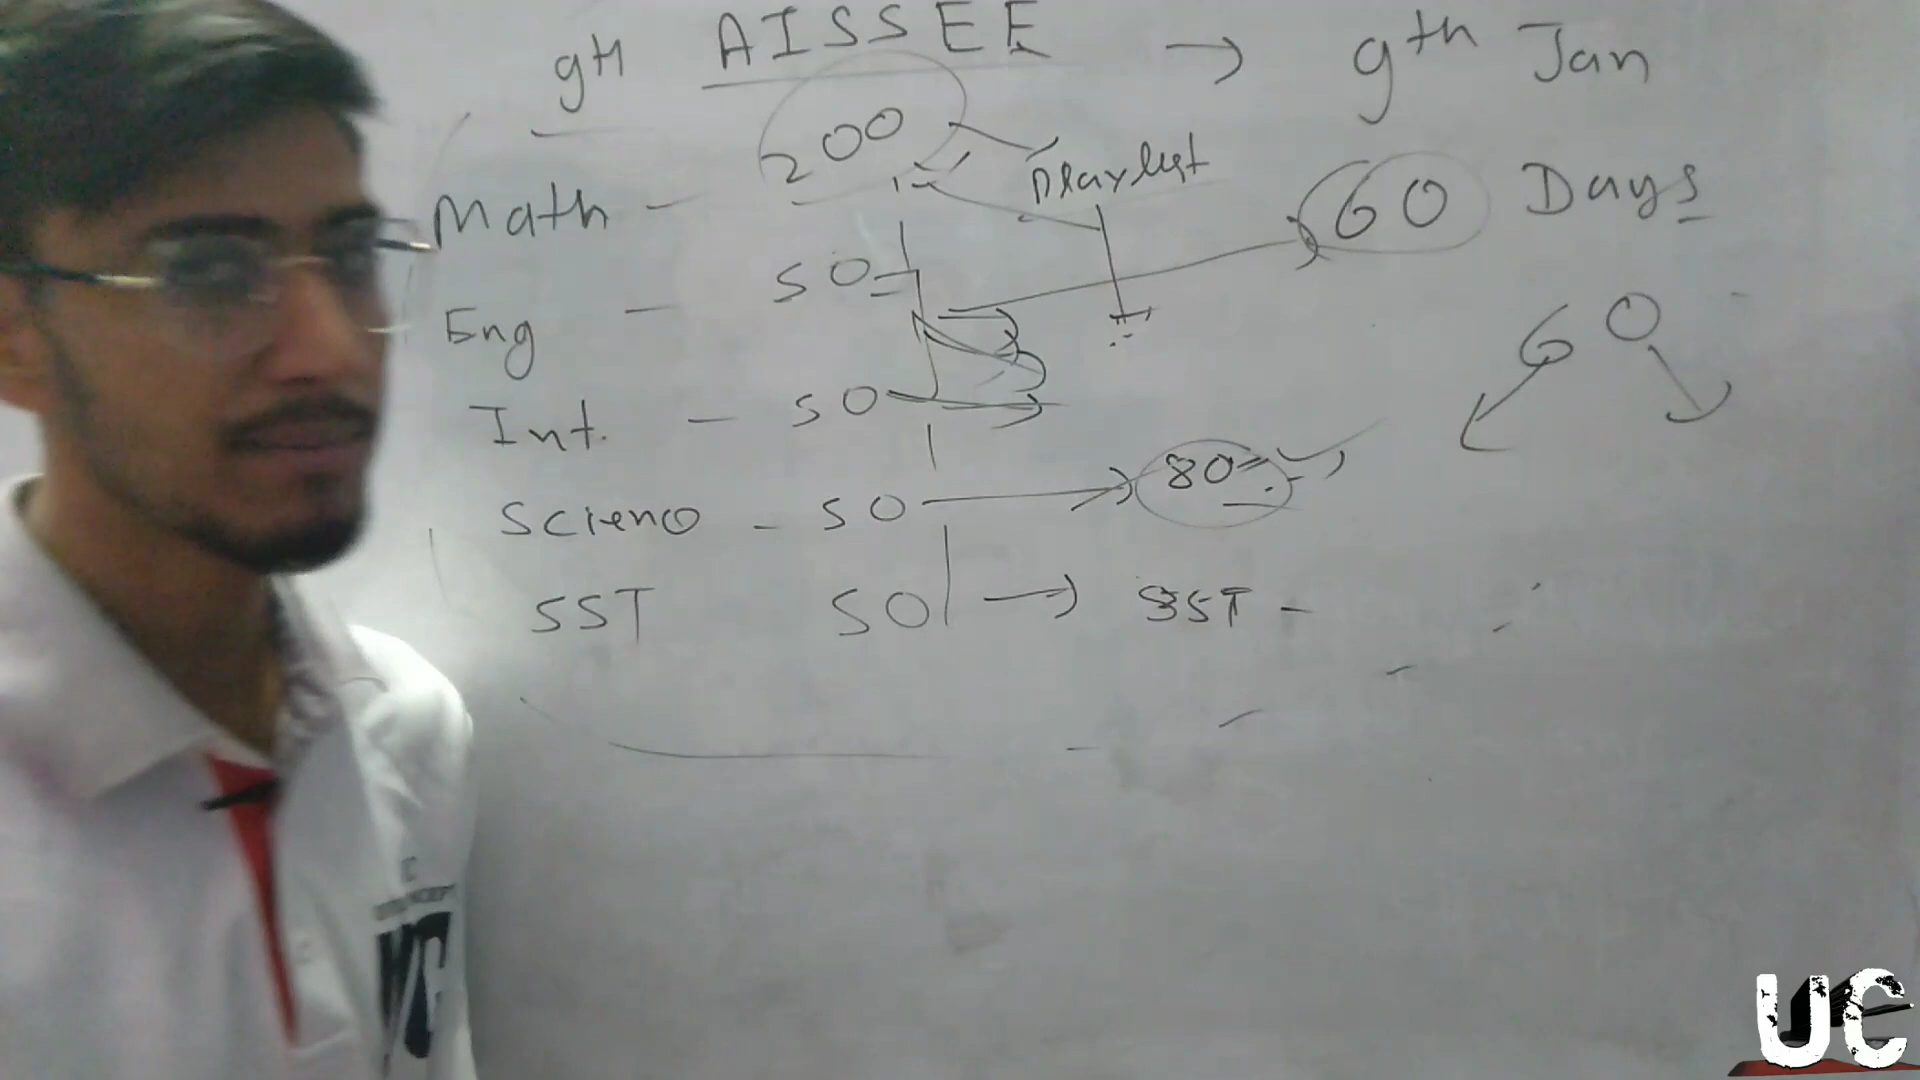 9th AISSEE → 9th Jan
200
Playlist
Math -
60 Days
50
Eng -
60
Int. - 50
80
Scienc - 50
SST 50 → SST -
UC